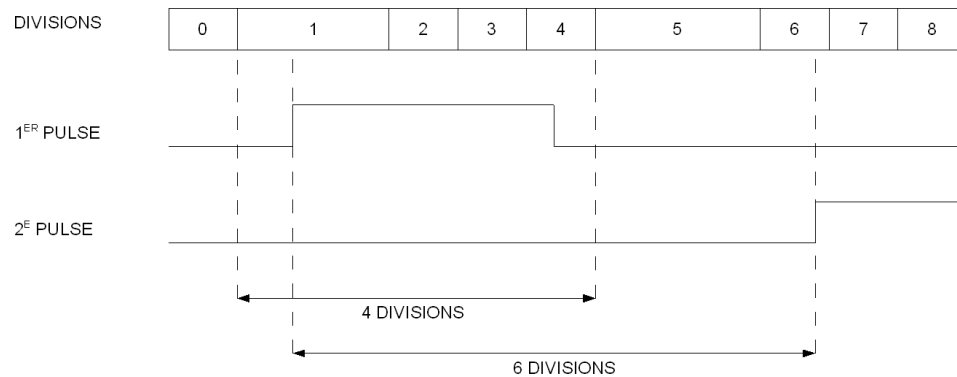 DIVISIONS 0 1 2 3 4 5 6 7 8
1ER PULSE
2E PULSE
4 DIVISIONS
6 DIVISIONS